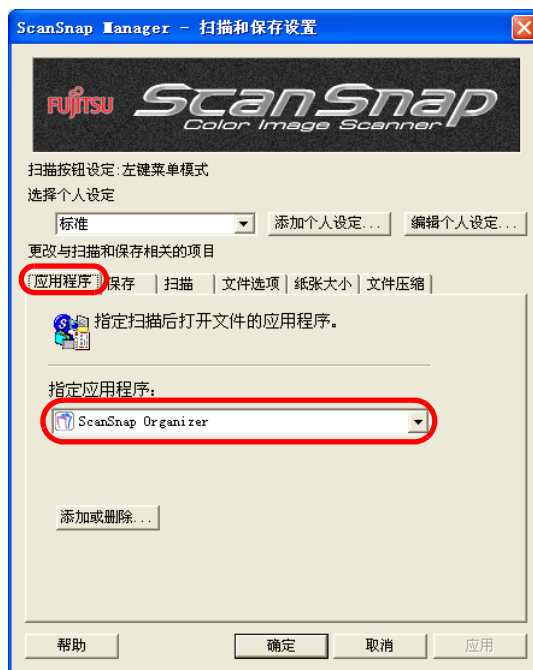 ScanSnap Manager - 扫描和保存设置
FUJITSU ScanSnap
Color Image Scanner
扫描按钮设定:左键菜单模式
选择个人设定
标准 添加个人设定... 编辑个人设定...
更改与扫描和保存相关的项目
应用程序 保存 扫描 文件选项 纸张大小 文件压缩
指定扫描后打开文件的应用程序。
指定应用程序:
ScanSnap Organizer
添加或删除...
帮助 确定 取消 应用